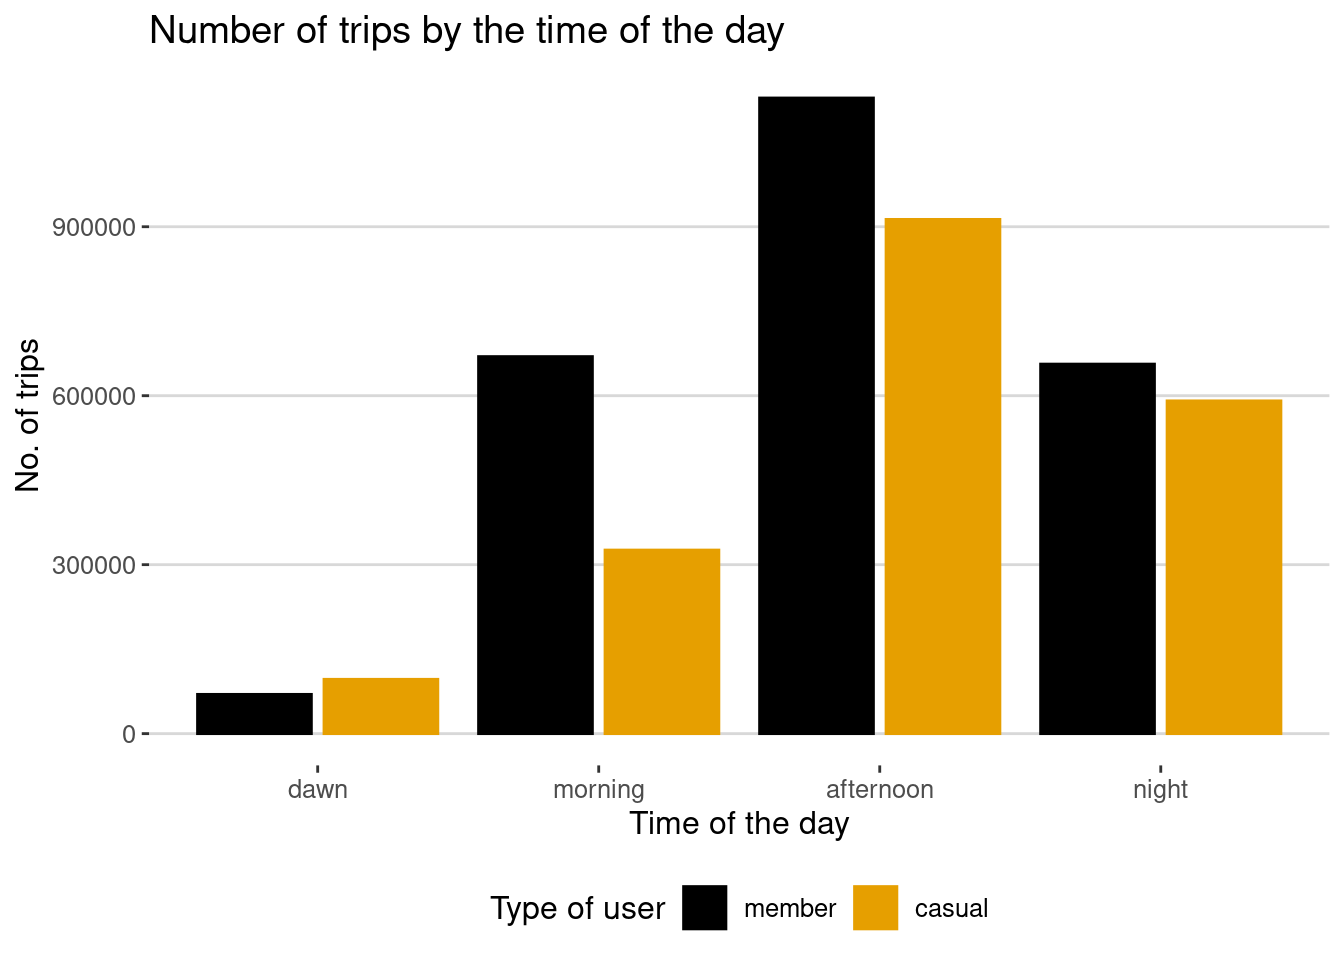 Number of trips by the time of the day
No. of trips
900000
600000
300000
0
dawn morning afternoon night
Time of the day
Type of user member casual